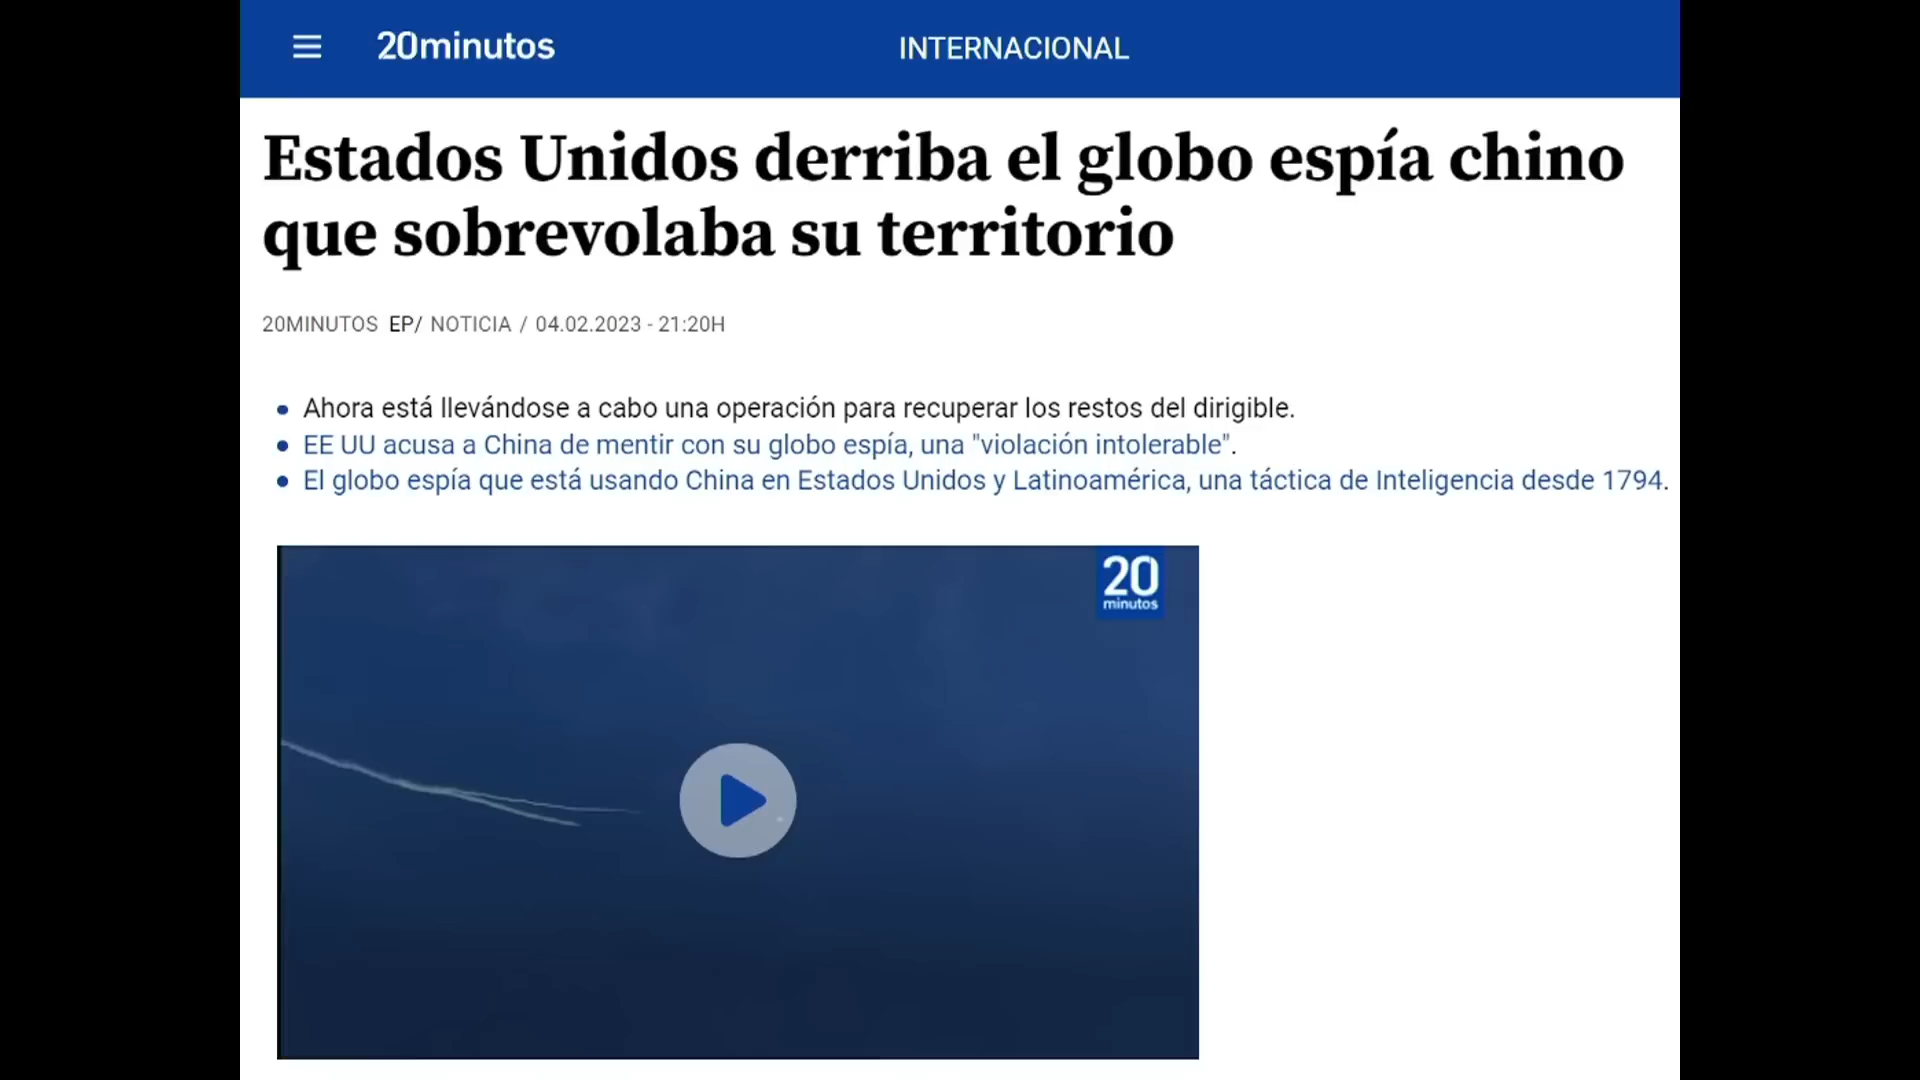 20minutos
INTERNACIONAL
Estados Unidos derriba el globo espía chino
que sobrevolaba su territorio
20MINUTOS EP/ NOTICIA / 04.02.2023 - 21:20H
Ahora está llevándose a cabo una operación para recuperar los restos del dirigible.
EE UU acusa a China de mentir con su globo espía, una "violación intolerable".
El globo espía que está usando China en Estados Unidos y Latinoamérica, una táctica de Inteligencia desde 1794.
20
minutos